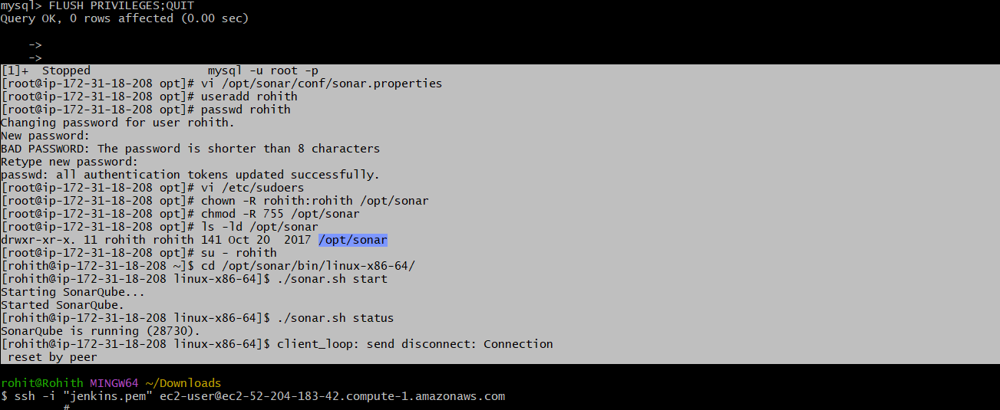 mysql> FLUSH PRIVILEGES;QUIT
Query OK, 0 rows affected (0.00 sec)
->
->
[1]+  Stopped                 mysql -u root -p
[root@ip-172-31-18-208 opt]# vi /opt/sonar/conf/sonar.properties
[root@ip-172-31-18-208 opt]# useradd rohith
[root@ip-172-31-18-208 opt]# passwd rohith
Changing password for user rohith.
New password:
BAD PASSWORD: The password is shorter than 8 characters
Retype new password:
passwd: all authentication tokens updated successfully.
[root@ip-172-31-18-208 opt]# vi /etc/sudoers
[root@ip-172-31-18-208 opt]# chown -R rohith:rohith /opt/sonar
[root@ip-172-31-18-208 opt]# chmod -R 755 /opt/sonar
[root@ip-172-31-18-208 opt]# ls -ld /opt/sonar
drwxr-xr-x. 11 rohith rohith 141 Oct 20  2017 /opt/sonar
[root@ip-172-31-18-208 opt]# su - rohith
[rohith@ip-172-31-18-208 ~]$ cd /opt/sonar/bin/linux-x86-64/
[rohith@ip-172-31-18-208 linux-x86-64]$ ./sonar.sh start
Starting SonarQube...
Started SonarQube.
[rohith@ip-172-31-18-208 linux-x86-64]$ ./sonar.sh status
SonarQube is running (28730).
[rohith@ip-172-31-18-208 linux-x86-64]$ client_loop: send disconnect: Connection
reset by peer
rohit@Rohith MINGW64 ~/Downloads
$ ssh -i "jenkins.pem" ec2-user@ec2-52-204-183-42.compute-1.amazonaws.com
#